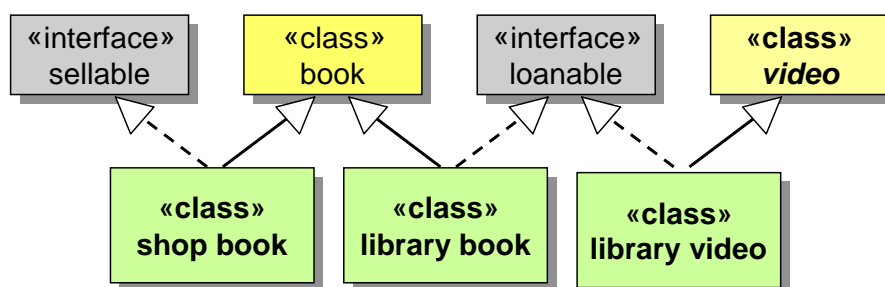 «interface»
sellable
«class»
book
«interface»
loanable
«class»
video
«class»
shop book
«class»
library book
«class»
library video